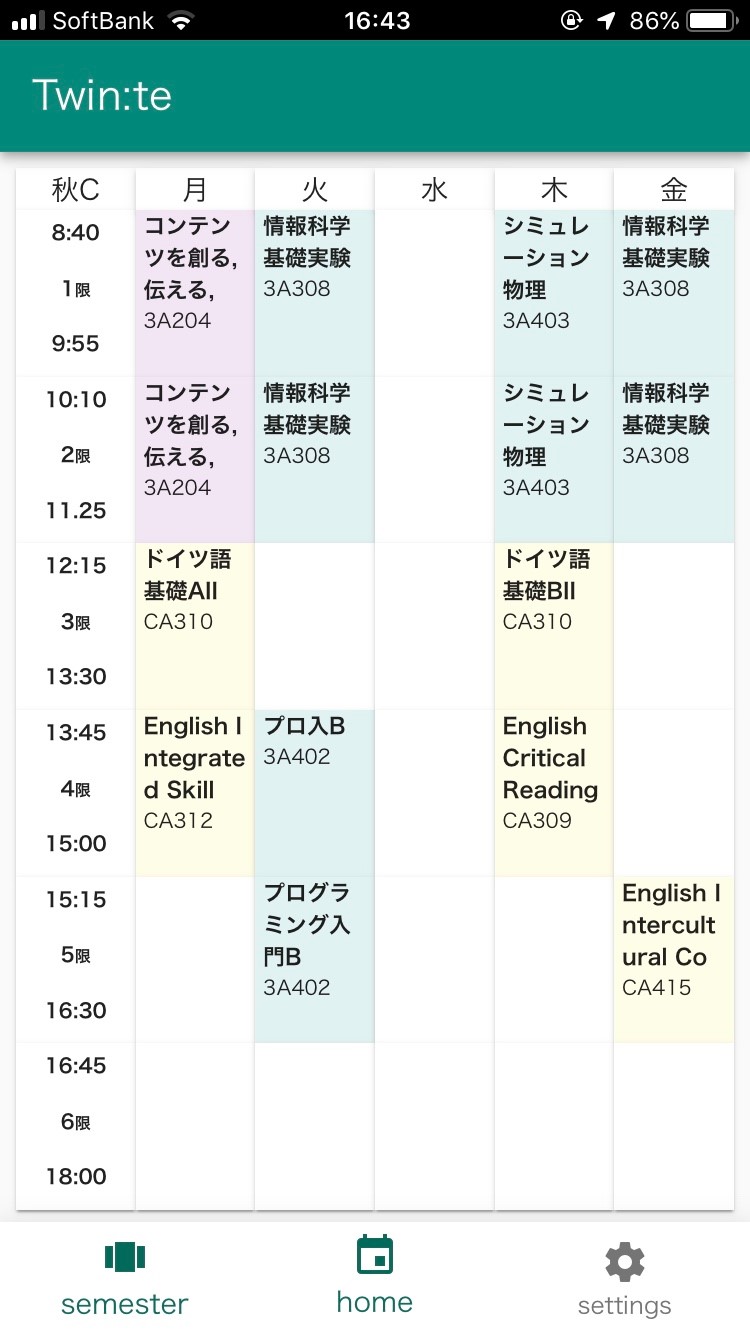 SoftBank 16:43 86%
Twin:te
秋C 月 火 水 木 金
8:40
1限
9:55
コンテン
ツを創る,
伝える,
3A204
情報科学
基礎実験
3A308
シミュレ
ーション
物理
3A403
情報科学
基礎実験
3A308
10:10
2限
11.25
コンテン
ツを創る,
伝える,
3A204
情報科学
基礎実験
3A308
シミュレ
ーション
物理
3A403
情報科学
基礎実験
3A308
12:15
3限
13:30
ドイツ語
基礎AII
CA310
ドイツ語
基礎BII
CA310
13:45
4限
15:00
English I
ntegrate
d Skill
CA312
プロ入B
3A402
English
Critical
Reading
CA309
15:15
5限
16:30
プログラ
ミング入
門B
3A402
English I
ntercult
ural Co
CA415
16:45
6限
18:00
semester
home
settings